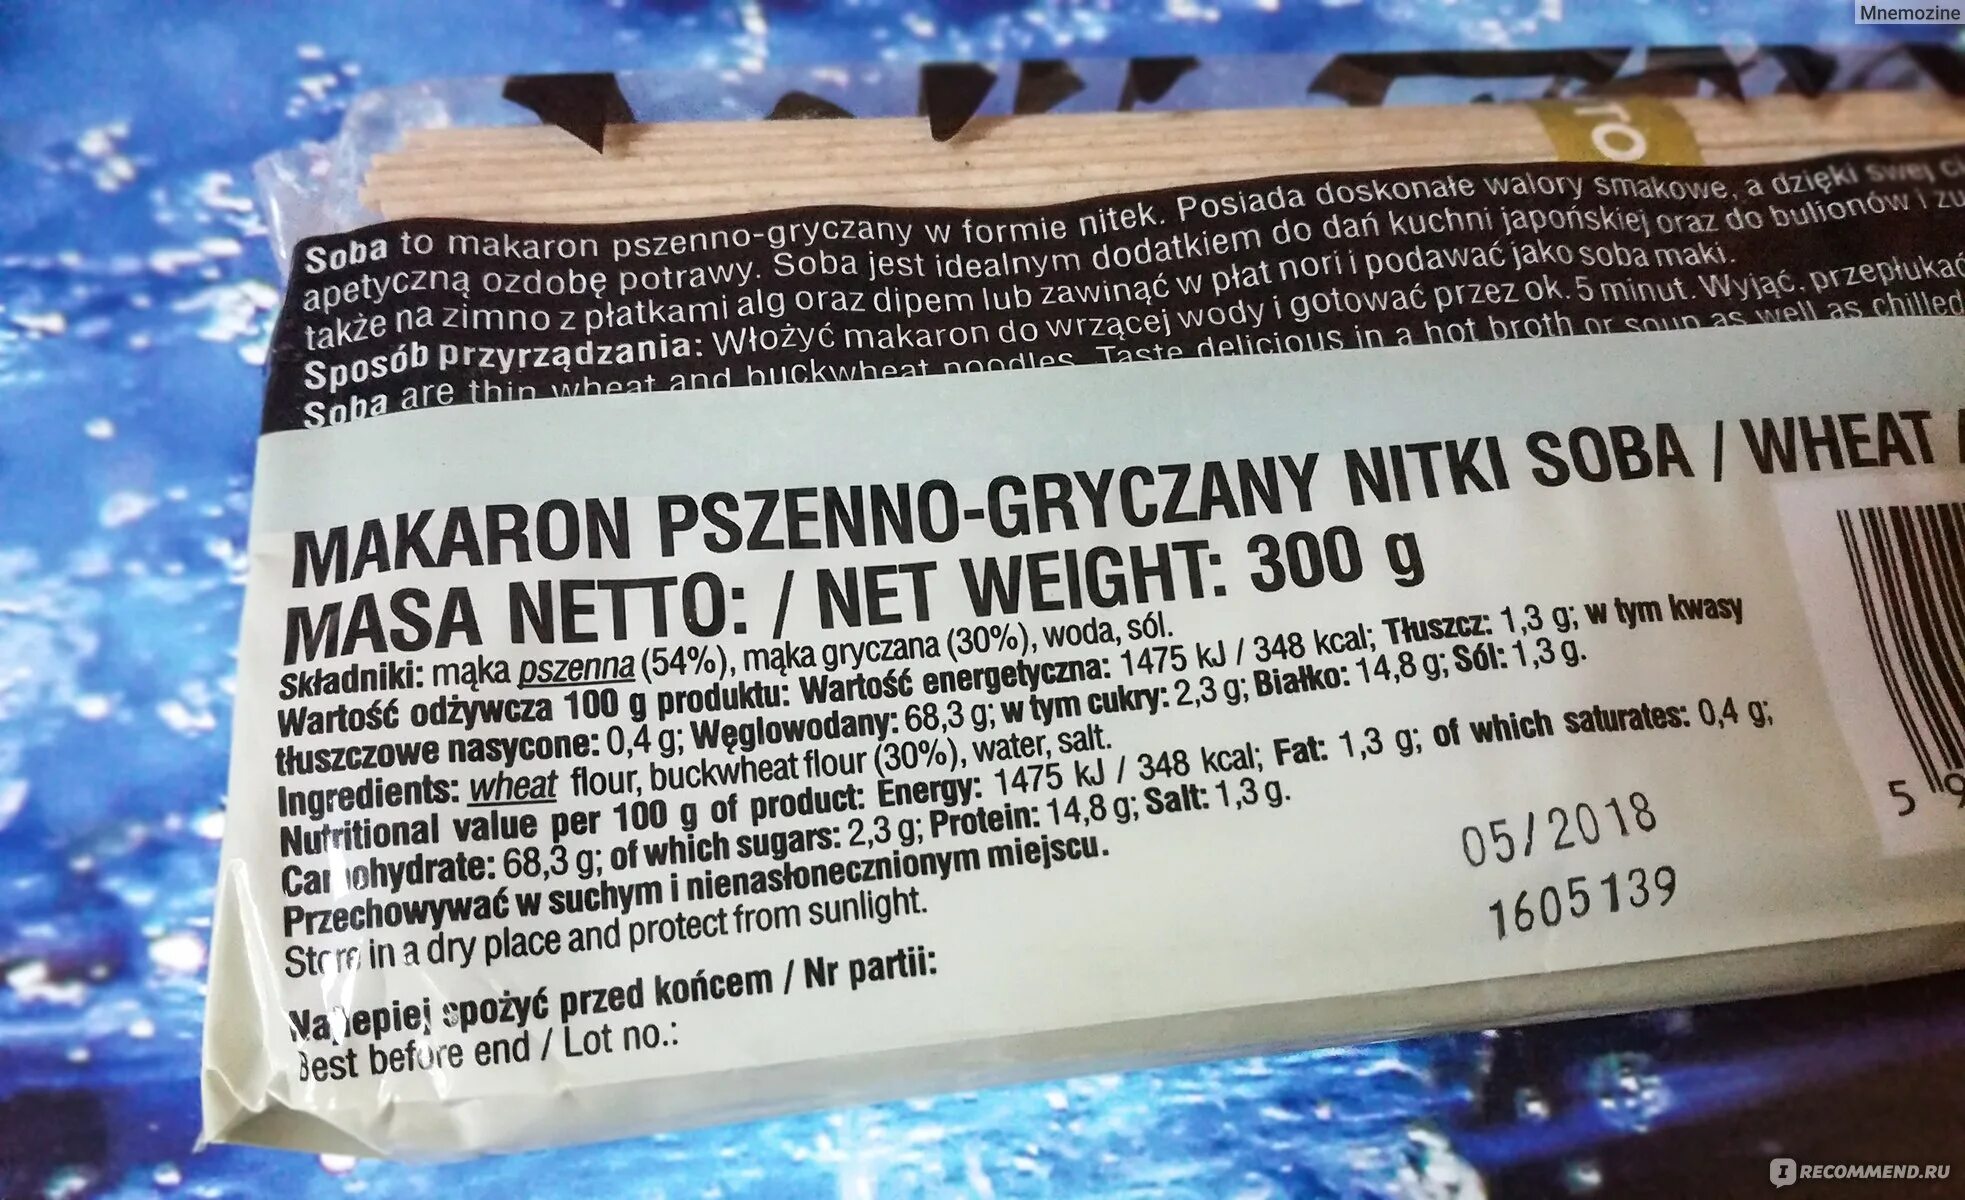 Mnemozine
TO
Soba to makaron pszenno-gryczany w formie nitek. Posiada doskonałe walory smakowe, a dzięki swej
apetyczną ozdobę potrawy. Soba jest idealnym dodatkiem do dań kuchni japońskiej oraz do bulionów i zu
także na zimno z płatkami alg oraz dipem lub zawinąć w płat nori i podawać jako soba maki.
Sposób przyrządzania: Włożyć makaron do wrzącej wody i gotować przez ok. 5 minut. Wyjąć, przepłukać
Soba are thin wheat and buckwheat noodles. Taste delicious in a hot broth or soup as well as chilled
MAKARON PSZENNO-GRYCZANY NITKI SOBA / WHEAT
MASA NETTO: / NET WEIGHT: 300 g
Składniki: mąka pszenna (54%), mąka gryczana (30%), woda, sól.
Wartość odżywcza 100 g produktu: Wartość energetyczna: 1475 kJ / 348 kcal; Tłuszcz: 1,3 g; w tym kwasy
tłuszczowe nasycone: 0,4 g; Węglowodany: 68,3 g; w tym cukry: 2,3 g; Białko: 14,8 g; Sól: 1,3 g.
Ingredients: wheat flour, buckwheat flour (30%), water, salt.
Nutritional value per 100 g of product: Energy: 1475 kJ / 348 kcal; Fat: 1,3 g; of which saturates: 0,4 g;
Carbohydrate: 68,3 g; of which sugars: 2,3 g; Protein: 14,8 g; Salt: 1,3 g.
Przechowywać w suchym i nienasłonecznionym miejscu.
Store in a dry place and protect from sunlight.
Najlepiej spożyć przed końcem / Nr partii:
Best before end / Lot no.:
05/2018
1605139
5 9
IRECOMMEND.RU